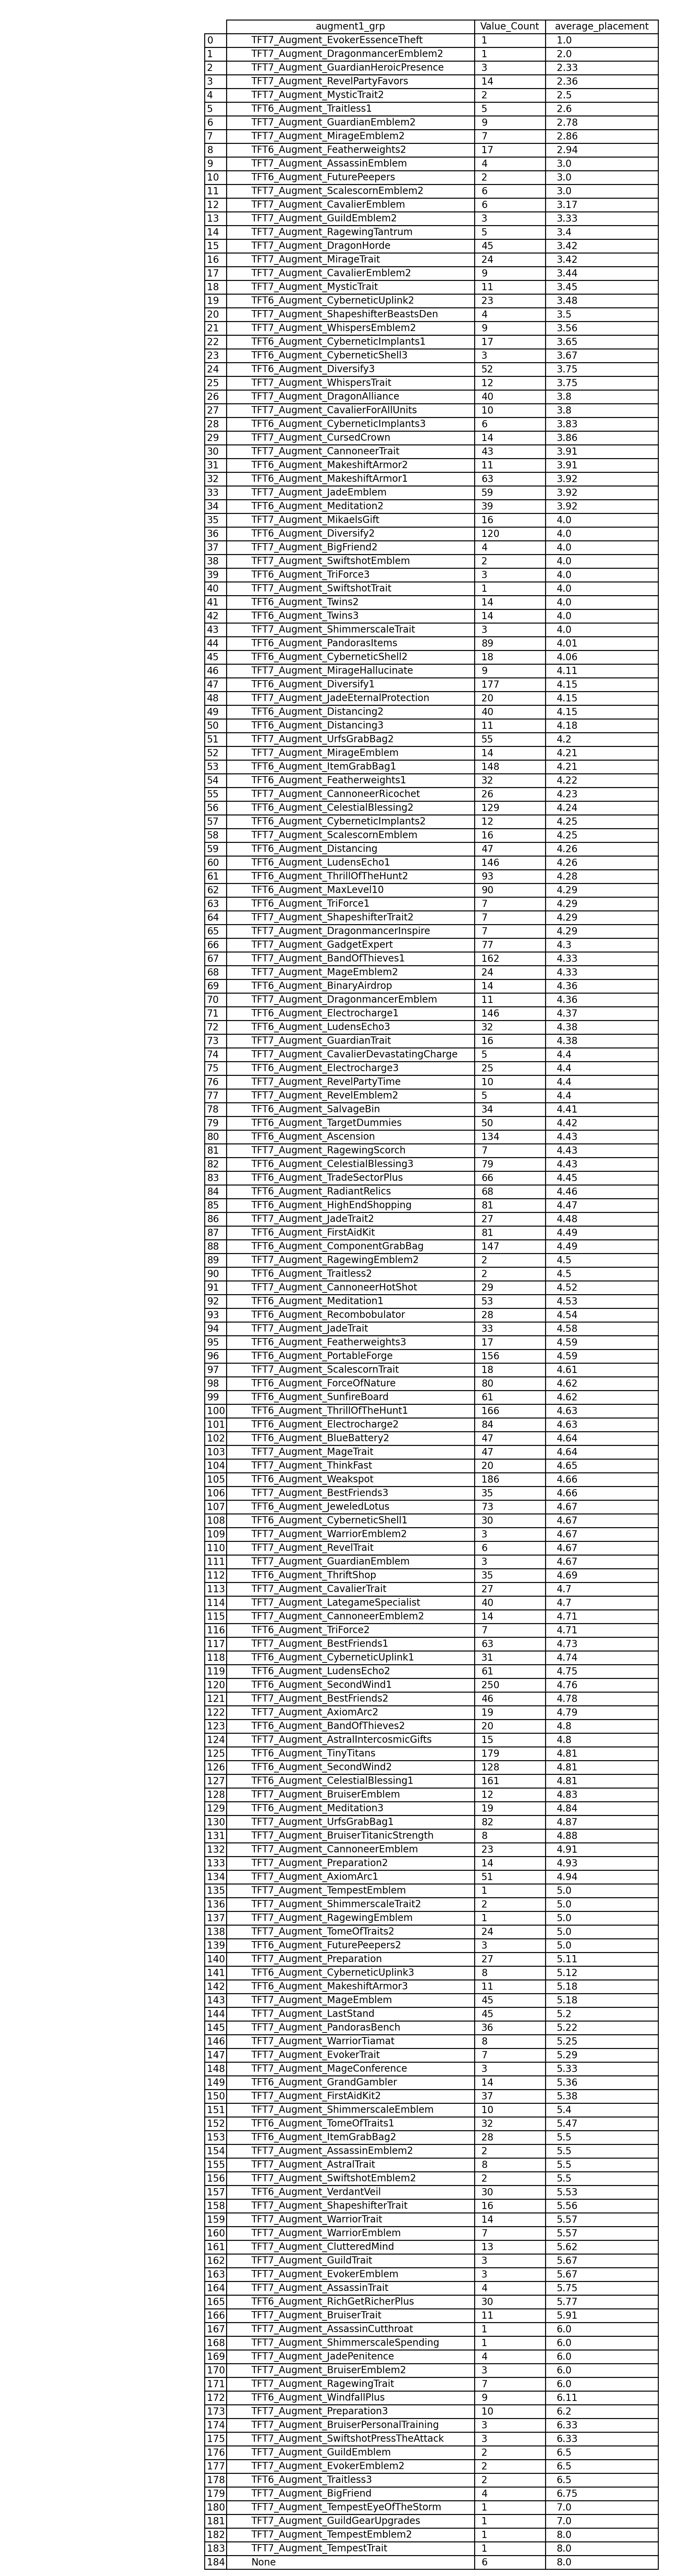 augment1_grp Value_Count average_placement
0 TFT7_Augment_EvokerEssenceTheft 1 1.0
1 TFT7_Augment_DragonmancerEmblem2 1 2.0
2 TFT7_Augment_GuardianHeroicPresence 3 2.33
3 TFT7_Augment_RevelPartyFavors 14 2.36
4 TFT7_Augment_MysticTrait2 2 2.5
5 TFT6_Augment_Traitless1 5 2.6
6 TFT7_Augment_GuardianEmblem2 9 2.78
7 TFT7_Augment_MirageEmblem2 7 2.86
8 TFT6_Augment_Featherweights2 17 2.94
9 TFT7_Augment_AssassinEmblem 4 3.0
10 TFT6_Augment_FuturePeepers 2 3.0
11 TFT7_Augment_ScalescornEmblem2 6 3.0
12 TFT7_Augment_CavalierEmblem 6 3.17
13 TFT7_Augment_GuildEmblem2 3 3.33
14 TFT7_Augment_RagewingTantrum 5 3.4
15 TFT7_Augment_DragonHorde 45 3.42
16 TFT7_Augment_MirageTrait 24 3.42
17 TFT7_Augment_CavalierEmblem2 9 3.44
18 TFT7_Augment_MysticTrait 11 3.45
19 TFT6_Augment_CyberneticUplink2 23 3.48
20 TFT7_Augment_ShapeshifterBeastsDen 4 3.5
21 TFT7_Augment_WhispersEmblem2 9 3.56
22 TFT6_Augment_CyberneticImplants1 17 3.65
23 TFT6_Augment_CyberneticShell3 3 3.67
24 TFT6_Augment_Diversify3 52 3.75
25 TFT7_Augment_WhispersTrait 12 3.75
26 TFT7_Augment_DragonAlliance 40 3.8
27 TFT7_Augment_CavalierForAllUnits 10 3.8
28 TFT6_Augment_CyberneticImplants3 6 3.83
29 TFT7_Augment_CursedCrown 14 3.86
30 TFT7_Augment_CannoneerTrait 43 3.91
31 TFT6_Augment_MakeshiftArmor2 11 3.91
32 TFT6_Augment_MakeshiftArmor1 63 3.92
33 TFT7_Augment_JadeEmblem 59 3.92
34 TFT6_Augment_Meditation2 39 3.92
35 TFT7_Augment_MikaelsGift 16 4.0
36 TFT6_Augment_Diversify2 120 4.0
37 TFT7_Augment_BigFriend2 4 4.0
38 TFT7_Augment_SwiftshotEmblem 2 4.0
39 TFT6_Augment_TriForce3 3 4.0
40 TFT7_Augment_SwiftshotTrait 1 4.0
41 TFT6_Augment_Twins2 14 4.0
42 TFT6_Augment_Twins3 14 4.0
43 TFT7_Augment_ShimmerscaleTrait 3 4.0
44 TFT6_Augment_PandorasItems 89 4.01
45 TFT6_Augment_CyberneticShell2 18 4.06
46 TFT7_Augment_MirageHallucinate 9 4.11
47 TFT6_Augment_Diversify1 177 4.15
48 TFT7_Augment_JadeEternalProtection 20 4.15
49 TFT6_Augment_Distancing2 40 4.15
50 TFT6_Augment_Distancing3 11 4.18
51 TFT7_Augment_UrfsGrabBag2 55 4.2
52 TFT7_Augment_MirageEmblem 14 4.21
53 TFT6_Augment_ItemGrabBag1 148 4.21
54 TFT6_Augment_Featherweights1 32 4.22
55 TFT7_Augment_CannoneerRicochet 26 4.23
56 TFT6_Augment_CelestialBlessing2 129 4.24
57 TFT6_Augment_CyberneticImplants2 12 4.25
58 TFT7_Augment_ScalescornEmblem 16 4.25
59 TFT6_Augment_Distancing 47 4.26
60 TFT6_Augment_LudensEcho1 146 4.26
61 TFT6_Augment_ThrillOfTheHunt2 93 4.28
62 TFT6_Augment_MaxLevel10 90 4.29
63 TFT6_Augment_TriForce1 7 4.29
64 TFT7_Augment_ShapeshifterTrait2 7 4.29
65 TFT7_Augment_DragonmancerInspire 7 4.29
66 TFT7_Augment_GadgetExpert 77 4.3
67 TFT7_Augment_BandOfThieves1 162 4.33
68 TFT7_Augment_MageEmblem2 24 4.33
69 TFT6_Augment_BinaryAirdrop 14 4.36
70 TFT7_Augment_DragonmancerEmblem 11 4.36
71 TFT6_Augment_Electrocharge1 146 4.37
72 TFT6_Augment_LudensEcho3 32 4.38
73 TFT7_Augment_GuardianTrait 16 4.38
74 TFT7_Augment_CavalierDevastatingCharge 5 4.4
75 TFT6_Augment_Electrocharge3 25 4.4
76 TFT7_Augment_RevelPartyTime 10 4.4
77 TFT7_Augment_RevelEmblem2 5 4.4
78 TFT6_Augment_SalvageBin 34 4.41
79 TFT6_Augment_TargetDummies 50 4.42
80 TFT6_Augment_Ascension 134 4.43
81 TFT7_Augment_RagewingScorch 7 4.43
82 TFT6_Augment_CelestialBlessing3 79 4.43
83 TFT6_Augment_TradeSectorPlus 66 4.45
84 TFT6_Augment_RadiantRelics 68 4.46
85 TFT6_Augment_HighEndShopping 81 4.47
86 TFT7_Augment_JadeTrait2 27 4.48
87 TFT6_Augment_FirstAidKit 81 4.49
88 TFT6_Augment_ComponentGrabBag 147 4.49
89 TFT7_Augment_RagewingEmblem2 2 4.5
90 TFT6_Augment_Traitless2 2 4.5
91 TFT7_Augment_CannoneerHotShot 29 4.52
92 TFT6_Augment_Meditation1 53 4.53
93 TFT6_Augment_Recombobulator 28 4.54
94 TFT7_Augment_JadeTrait 33 4.58
95 TFT6_Augment_Featherweights3 17 4.59
96 TFT6_Augment_PortableForge 156 4.59
97 TFT7_Augment_ScalescornTrait 18 4.61
98 TFT6_Augment_ForceOfNature 80 4.62
99 TFT6_Augment_SunfireBoard 61 4.62
100 TFT6_Augment_ThrillOfTheHunt1 166 4.63
101 TFT6_Augment_Electrocharge2 84 4.63
102 TFT6_Augment_BlueBattery2 47 4.64
103 TFT7_Augment_MageTrait 47 4.64
104 TFT7_Augment_ThinkFast 20 4.65
105 TFT6_Augment_Weakspot 186 4.66
106 TFT7_Augment_BestFriends3 35 4.66
107 TFT6_Augment_JeweledLotus 73 4.67
108 TFT6_Augment_CyberneticShell1 30 4.67
109 TFT7_Augment_WarriorEmblem2 3 4.67
110 TFT7_Augment_RevelTrait 6 4.67
111 TFT7_Augment_GuardianEmblem 3 4.67
112 TFT6_Augment_ThriftShop 35 4.69
113 TFT7_Augment_CavalierTrait 27 4.7
114 TFT7_Augment_LategameSpecialist 40 4.7
115 TFT7_Augment_CannoneerEmblem2 14 4.71
116 TFT6_Augment_TriForce2 7 4.71
117 TFT7_Augment_BestFriends1 63 4.73
118 TFT6_Augment_CyberneticUplink1 31 4.74
119 TFT6_Augment_LudensEcho2 61 4.75
120 TFT6_Augment_SecondWind1 250 4.76
121 TFT7_Augment_BestFriends2 46 4.78
122 TFT7_Augment_AxiomArc2 19 4.79
123 TFT6_Augment_BandOfThieves2 20 4.8
124 TFT7_Augment_AstralIntercosmicGifts 15 4.8
125 TFT6_Augment_TinyTitans 179 4.81
126 TFT6_Augment_SecondWind2 128 4.81
127 TFT6_Augment_CelestialBlessing1 161 4.81
128 TFT7_Augment_BruiserEmblem 12 4.83
129 TFT6_Augment_Meditation3 19 4.84
130 TFT7_Augment_UrfsGrabBag1 82 4.87
131 TFT7_Augment_BruiserTitanicStrength 8 4.88
132 TFT7_Augment_CannoneerEmblem 23 4.91
133 TFT7_Augment_Preparation2 14 4.93
134 TFT7_Augment_AxiomArc1 51 4.94
135 TFT7_Augment_TempestEmblem 1 5.0
136 TFT7_Augment_ShimmerscaleTrait2 2 5.0
137 TFT7_Augment_RagewingEmblem 1 5.0
138 TFT7_Augment_TomeOfTraits2 24 5.0
139 TFT6_Augment_FuturePeepers2 3 5.0
140 TFT7_Augment_Preparation 27 5.11
141 TFT6_Augment_CyberneticUplink3 8 5.12
142 TFT6_Augment_MakeshiftArmor3 11 5.18
143 TFT7_Augment_MageEmblem 45 5.18
144 TFT7_Augment_LastStand 45 5.2
145 TFT7_Augment_PandorasBench 36 5.22
146 TFT7_Augment_WarriorTiamat 8 5.25
147 TFT7_Augment_EvokerTrait 7 5.29
148 TFT7_Augment_MageConference 3 5.33
149 TFT6_Augment_GrandGambler 14 5.36
150 TFT7_Augment_FirstAidKit2 37 5.38
151 TFT7_Augment_ShimmerscaleEmblem 10 5.4
152 TFT6_Augment_TomeOfTraits1 32 5.47
153 TFT6_Augment_ItemGrabBag2 28 5.5
154 TFT7_Augment_AssassinEmblem2 2 5.5
155 TFT7_Augment_AstralTrait 8 5.5
156 TFT7_Augment_SwiftshotEmblem2 2 5.5
157 TFT6_Augment_VerdantVeil 30 5.53
158 TFT7_Augment_ShapeshifterTrait 16 5.56
159 TFT7_Augment_WarriorTrait 14 5.57
160 TFT7_Augment_WarriorEmblem 7 5.57
161 TFT7_Augment_ClutteredMind 13 5.62
162 TFT7_Augment_GuildTrait 3 5.67
163 TFT7_Augment_EvokerEmblem 3 5.67
164 TFT7_Augment_AssassinTrait 4 5.75
165 TFT6_Augment_RichGetRicherPlus 30 5.77
166 TFT7_Augment_BruiserTrait 11 5.91
167 TFT7_Augment_AssassinCutthroat 1 6.0
168 TFT7_Augment_ShimmerscaleSpending 1 6.0
169 TFT7_Augment_JadePenitence 4 6.0
170 TFT7_Augment_BruiserEmblem2 3 6.0
171 TFT7_Augment_RagewingTrait 7 6.0
172 TFT6_Augment_WindfallPlus 9 6.11
173 TFT7_Augment_Preparation3 10 6.2
174 TFT7_Augment_BruiserPersonalTraining 3 6.33
175 TFT7_Augment_SwiftshotPressTheAttack 3 6.33
176 TFT7_Augment_GuildEmblem 2 6.5
177 TFT7_Augment_EvokerEmblem2 2 6.5
178 TFT6_Augment_Traitless3 2 6.5
179 TFT7_Augment_BigFriend 4 6.75
180 TFT7_Augment_TempestEyeOfTheStorm 1 7.0
181 TFT7_Augment_GuildGearUpgrades 1 7.0
182 TFT7_Augment_TempestEmblem2 1 8.0
183 TFT7_Augment_TempestTrait 1 8.0
184 None 6 8.0